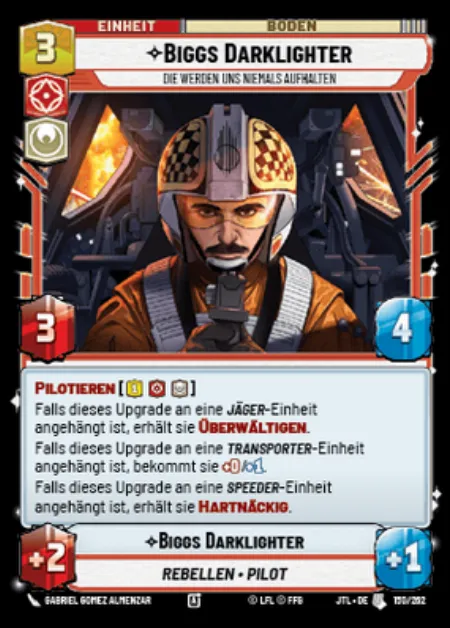 EINHEIT
BODEN
3
BIGGS DARKLIGHTER
DIE WERDEN UNS NIEMALS AUFHALTEN
3
4
PILOTIEREN [1]
Falls dieses Upgrade an eine JÄGER-Einheit
angehängt ist, erhält sie ÜBERWÄLTIGEN.
Falls dieses Upgrade an eine TRANSPORTER-Einheit
angehängt ist, bekommt sie +0/+1.
Falls dieses Upgrade an eine SPEEDER-Einheit
angehängt ist, erhält sie HARTNÄCKIG.
+2
BIGGS DARKLIGHTER
+1
REBELLEN • PILOT
GABRIEL GOMEZ ALMENZAR
A
© LFL © FFG
JTL • DE
150/262